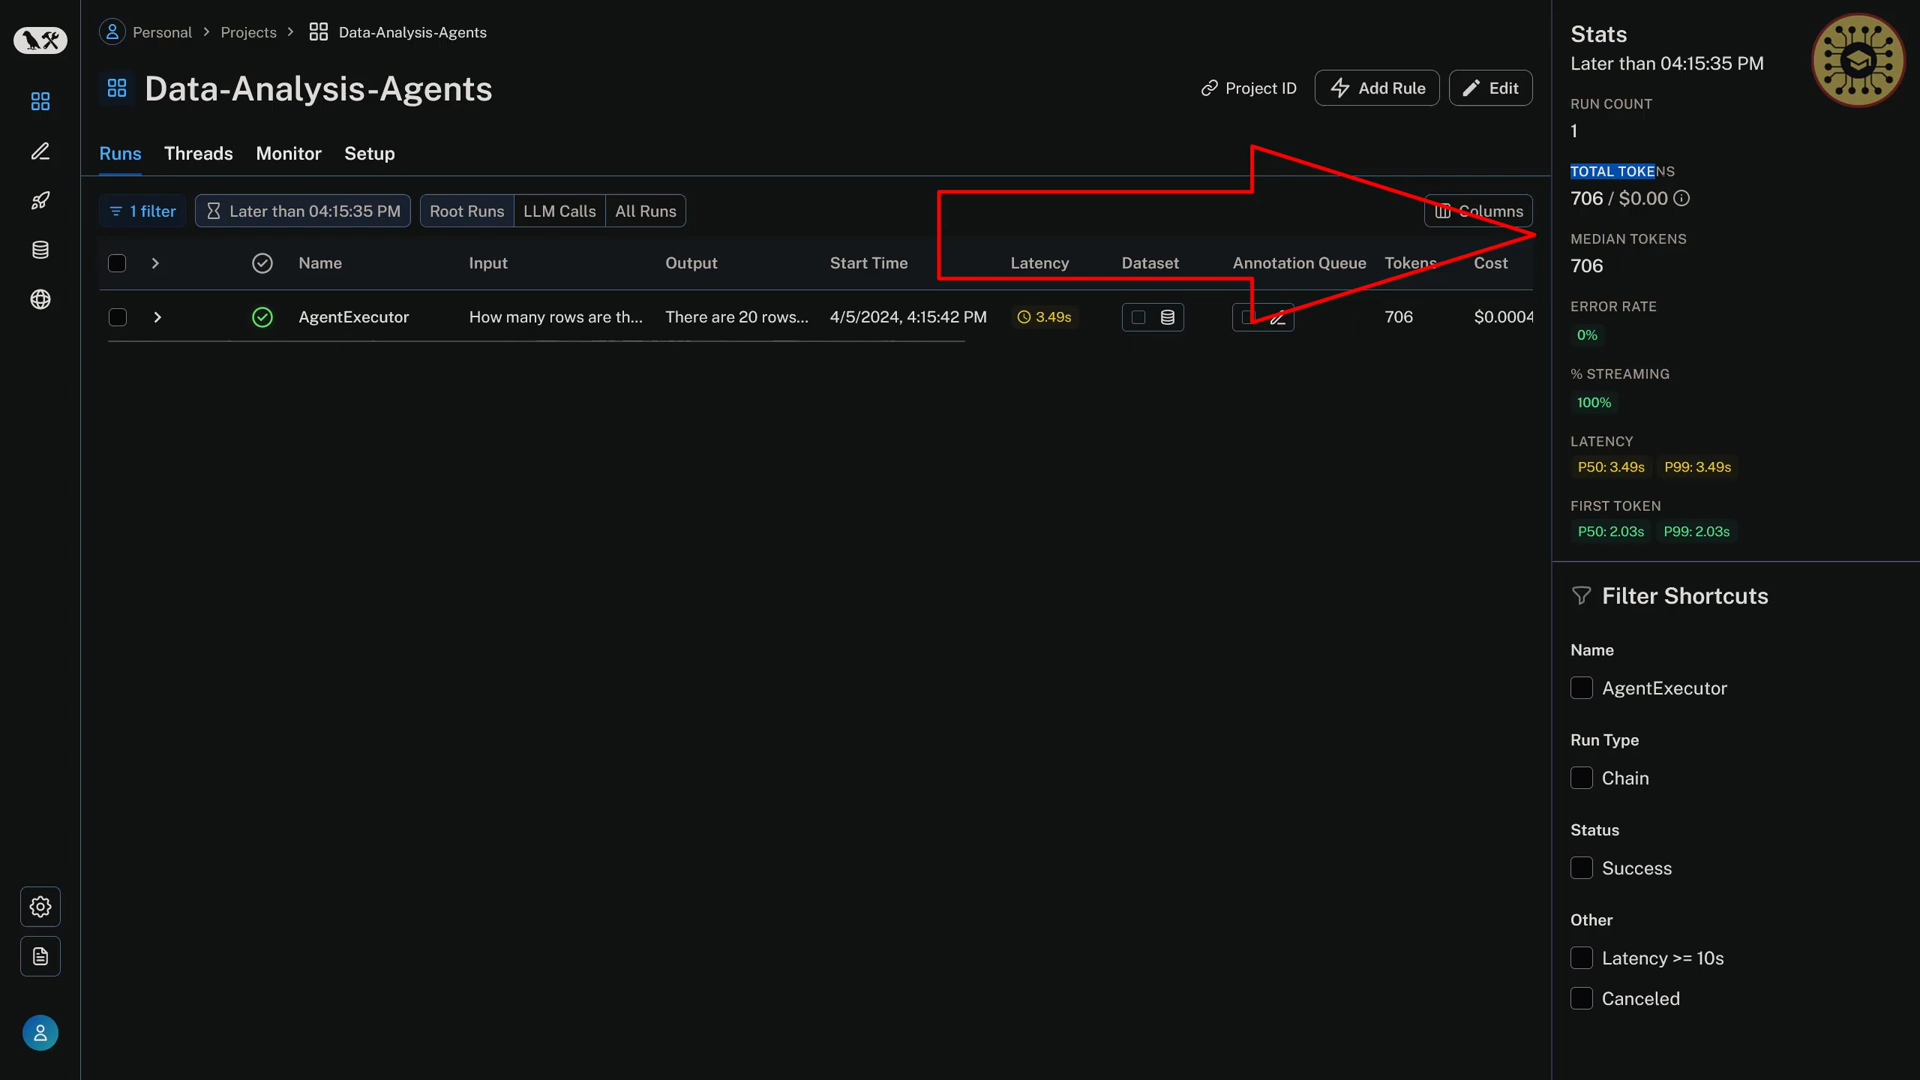 Personal > Projects > Data-Analysis-Agents
Data-Analysis-Agents
Project ID
Add Rule
Edit
Runs Threads Monitor Setup
1 filter
Later than 04:15:35 PM
Root Runs LLM Calls All Runs
Columns
Name Input Output Start Time Latency Dataset Annotation Queue Tokens Cost
AgentExecutor How many rows are th... There are 20 rows... 4/5/2024, 4:15:42 PM 3.49s 706 $0.0004
Stats
Later than 04:15:35 PM
RUN COUNT
1
TOTAL TOKENS
706 / $0.00
MEDIAN TOKENS
706
ERROR RATE
0%
% STREAMING
100%
LATENCY
P50: 3.49s P99: 3.49s
FIRST TOKEN
P50: 2.03s P99: 2.03s
Filter Shortcuts
Name
AgentExecutor
Run Type
Chain
Status
Success
Other
Latency >= 10s
Canceled